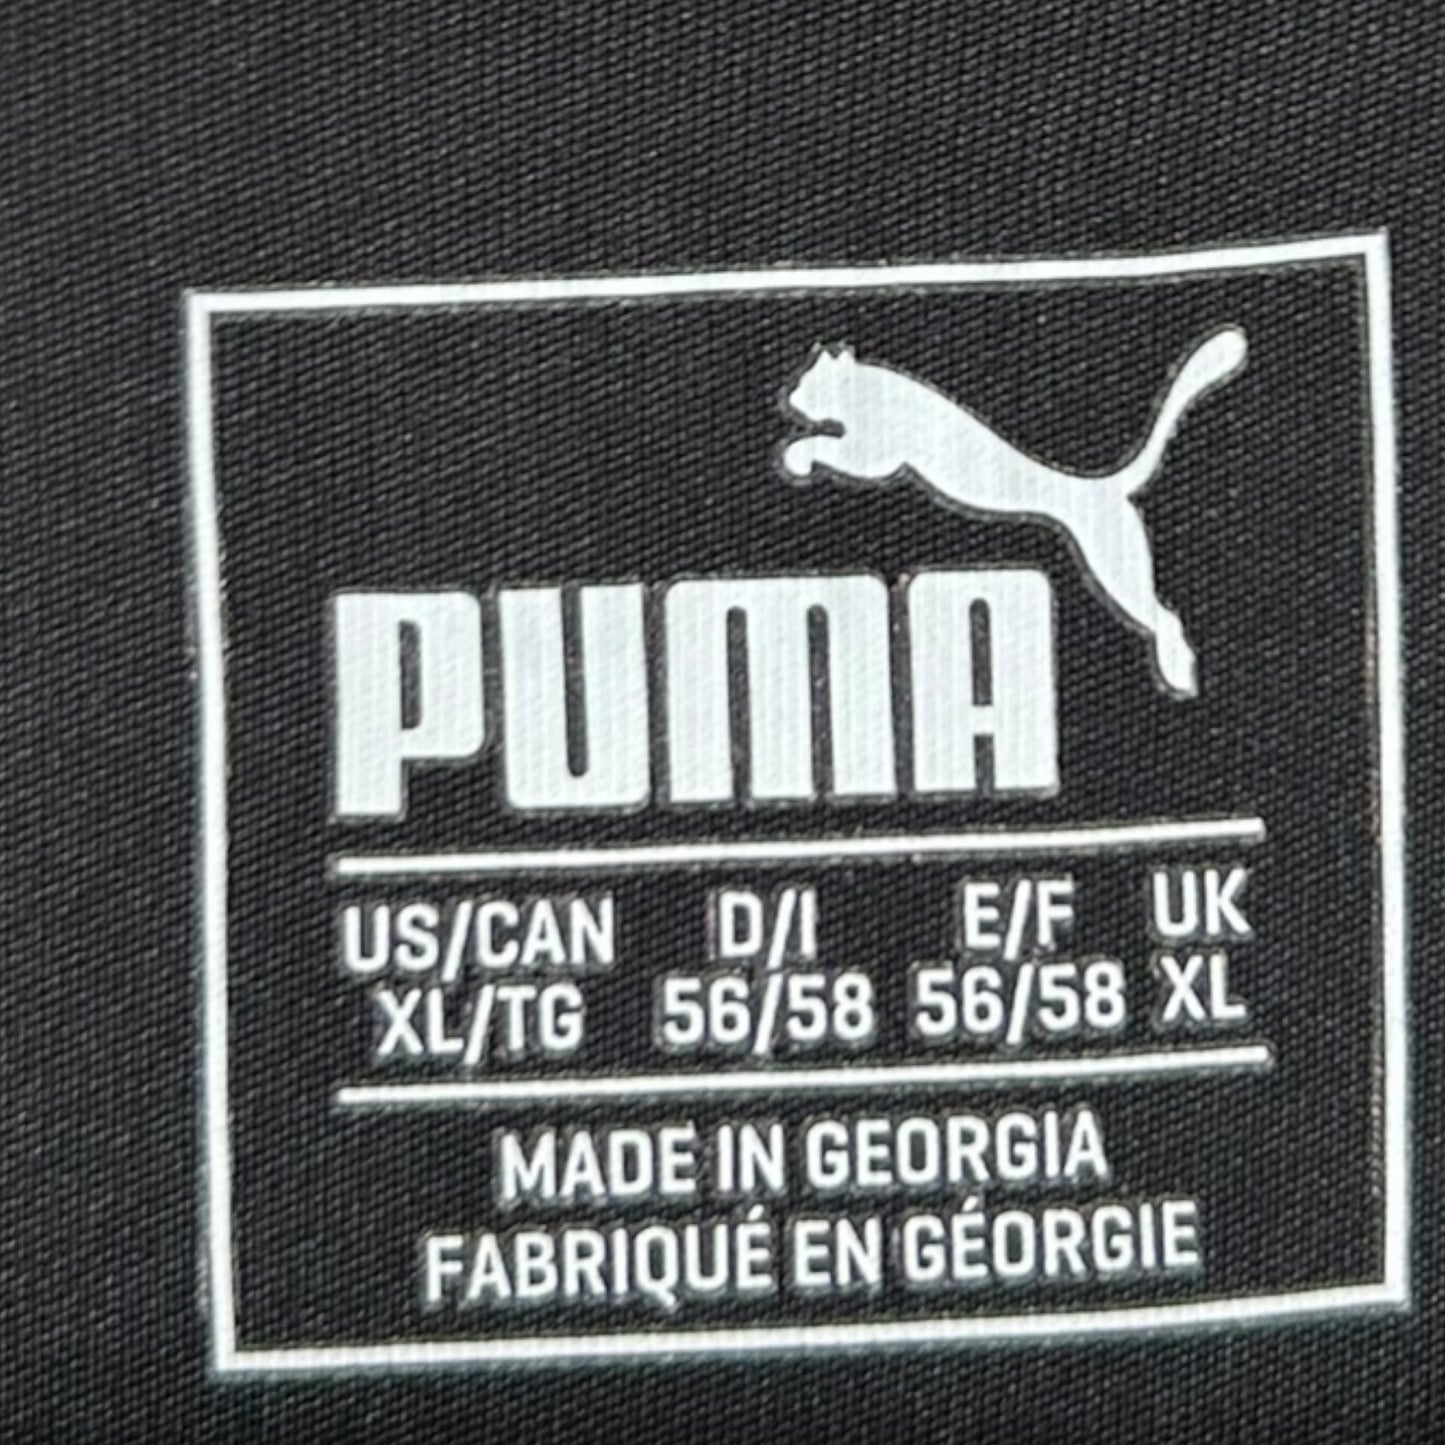 PUMA
US/CAN D/I E/F UK
XL/TG 56/58 56/58 XL
MADE IN GEORGIA
FABRIQUÉ EN GÉORGIE